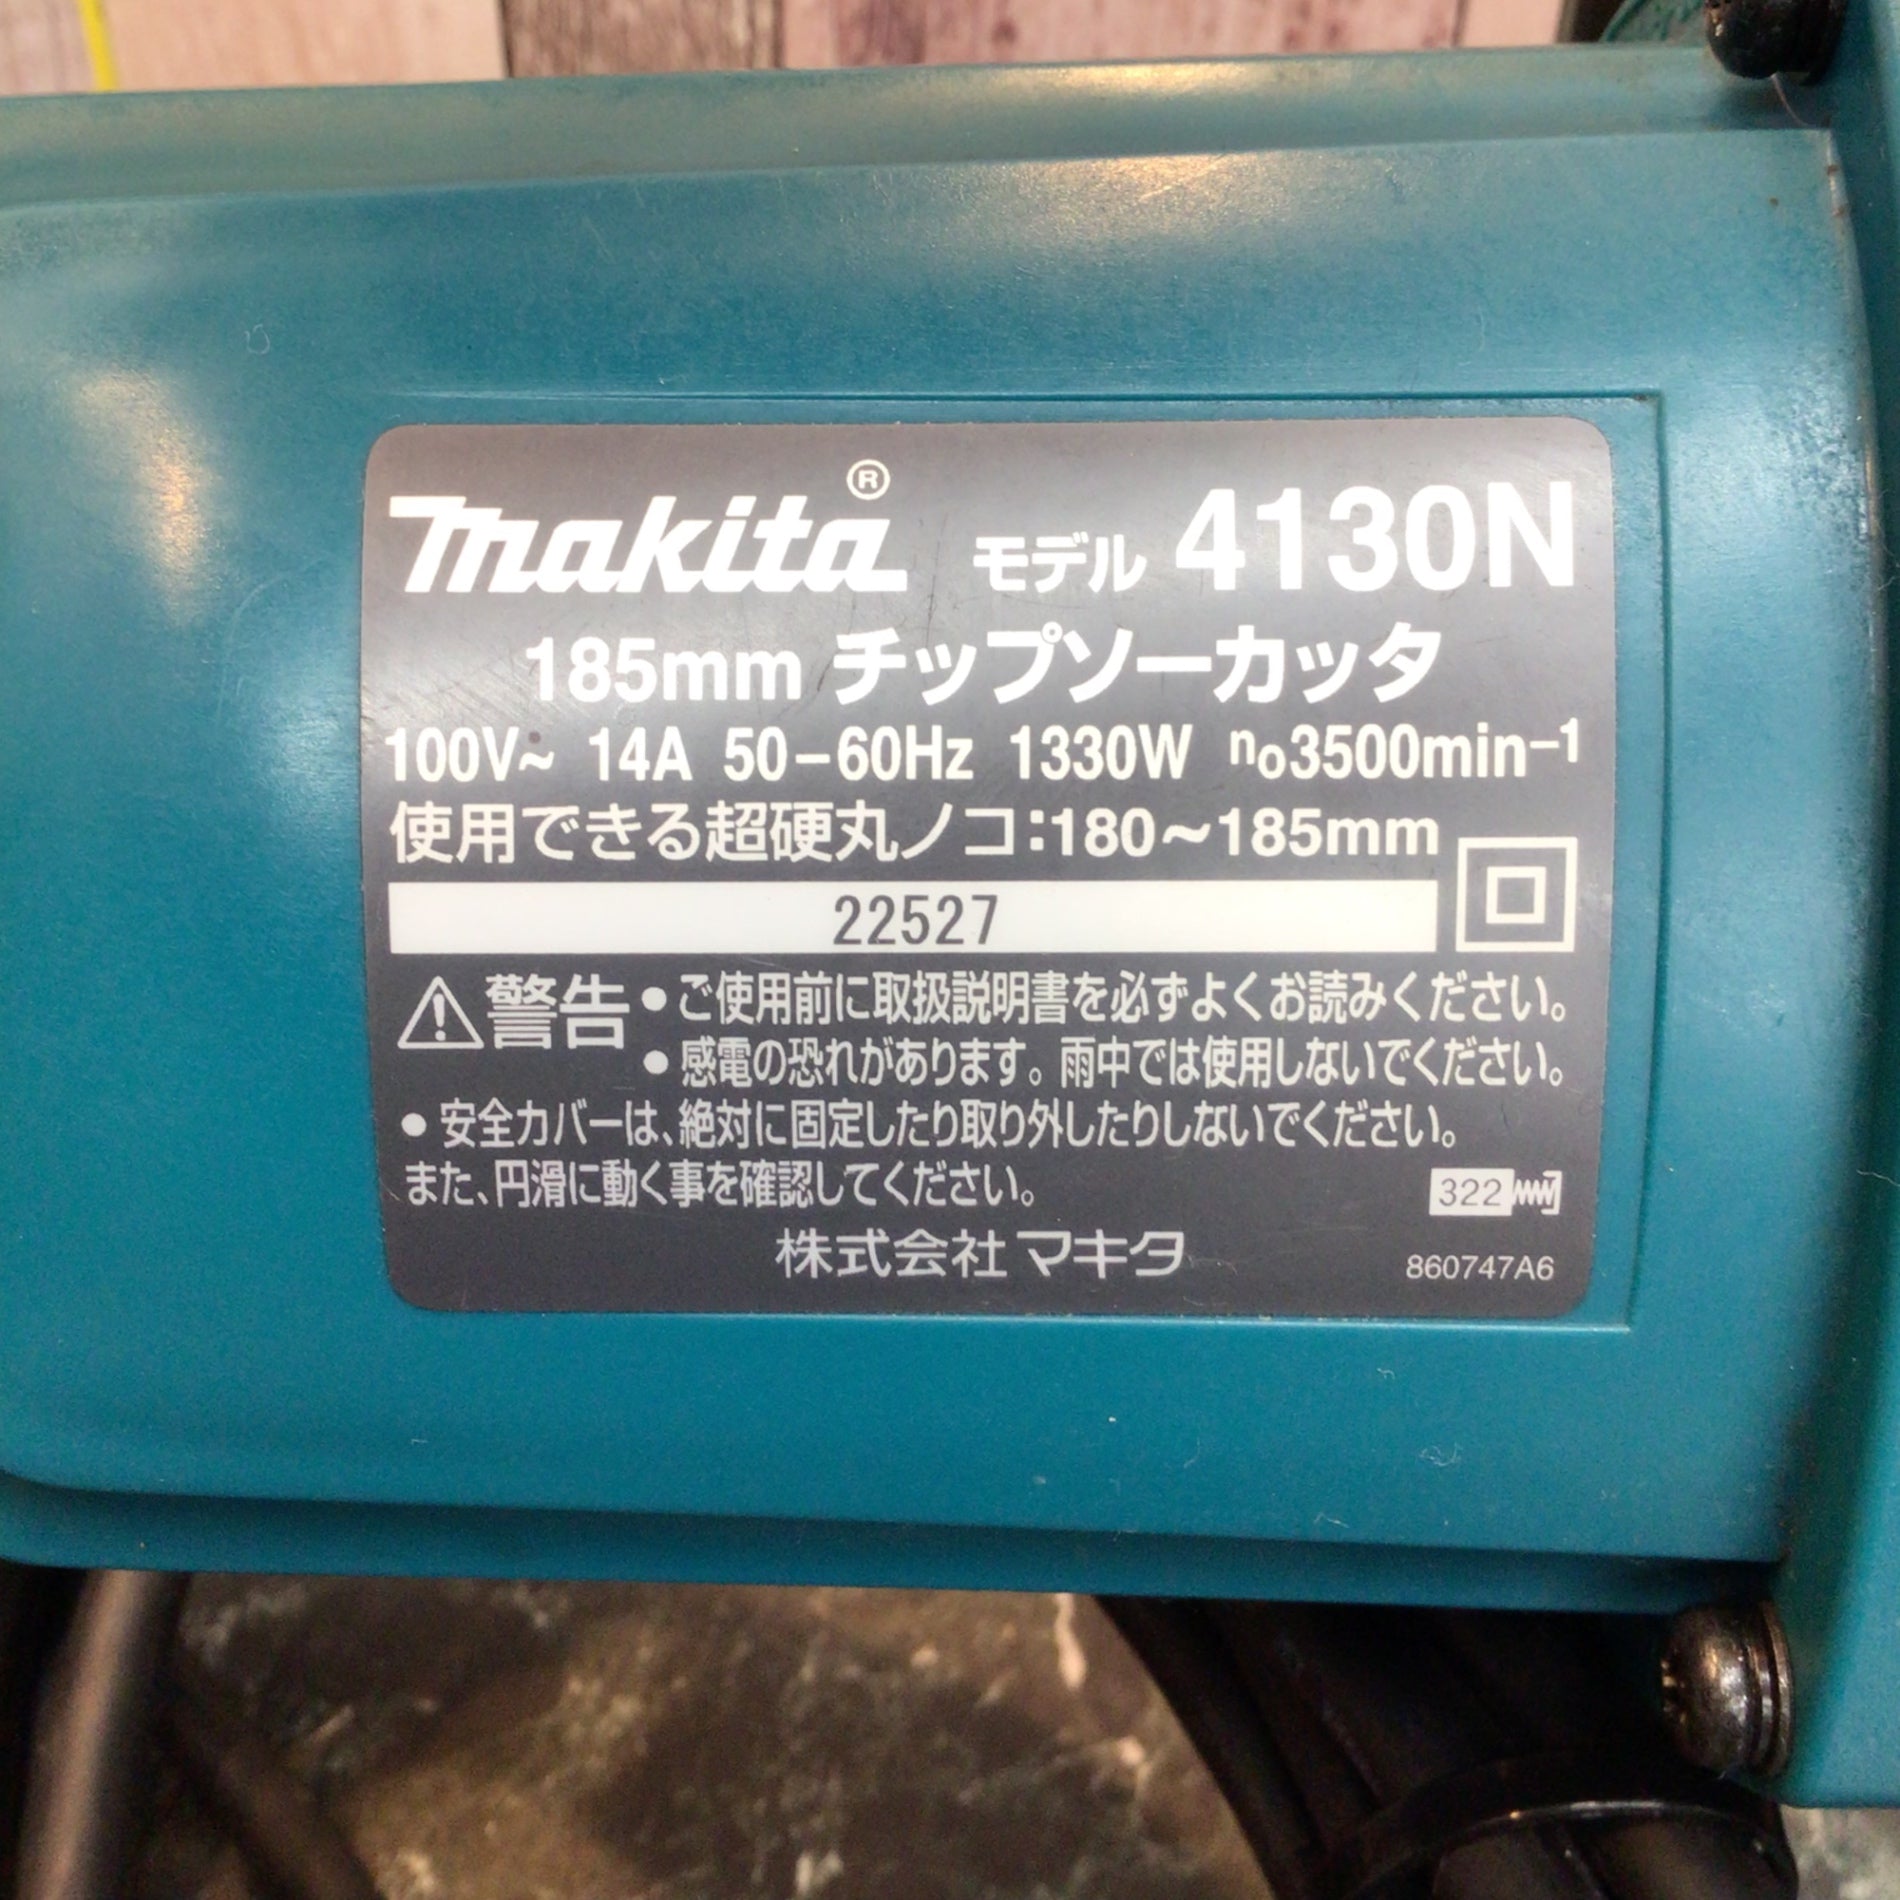 makita® モデル 4130N
185mm チップソーカッタ
100V~ 14A 50-60Hz 1330W n₀3500min⁻¹
使用できる超硬丸ノコ:180~185mm
22527
⚠警告 ●ご使用前に取扱説明書を必ずよくお読みください。
●感電の恐れがあります。雨中では使用しないでください。
●安全カバーは、絶対に固定したり取り外したりしないでください。
また、円滑に動く事を確認してください。
322
株式会社マキタ 860747A6